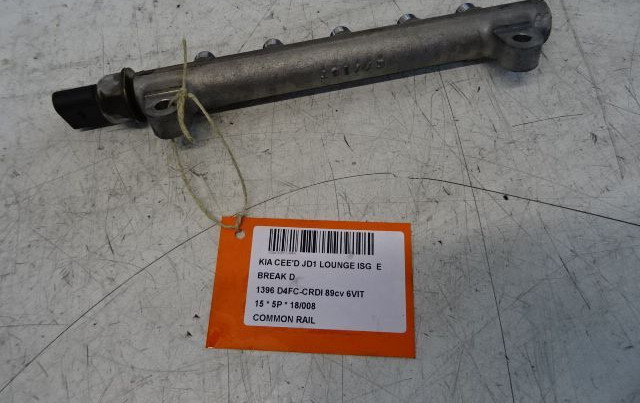 KIA CEE'D JD1 LOUNGE ISG E
BREAK D
1396 D4FC-CRDI 89cv 6VIT
15 * 5P * 18/008
COMMON RAIL